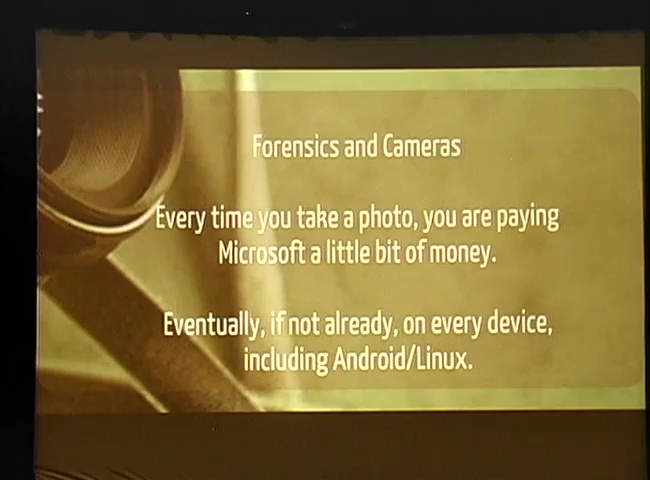 Forensics and Cameras
Every time you take a photo, you are paying
Microsoft a little bit of money.
Eventually, if not already, on every device,
including Android/Linux.